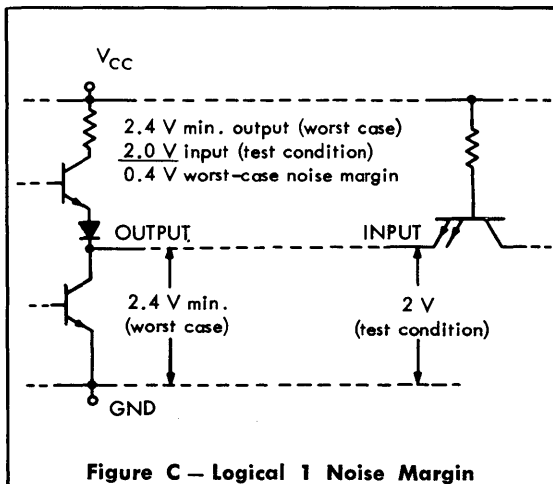 VCC
2.4 V min. output (worst case)
2.0 V input (test condition)
0.4 V worst-case noise margin
OUTPUT
INPUT
2.4 V min.
(worst case)
2 V
(test condition)
GND
Figure C — Logical 1 Noise Margin